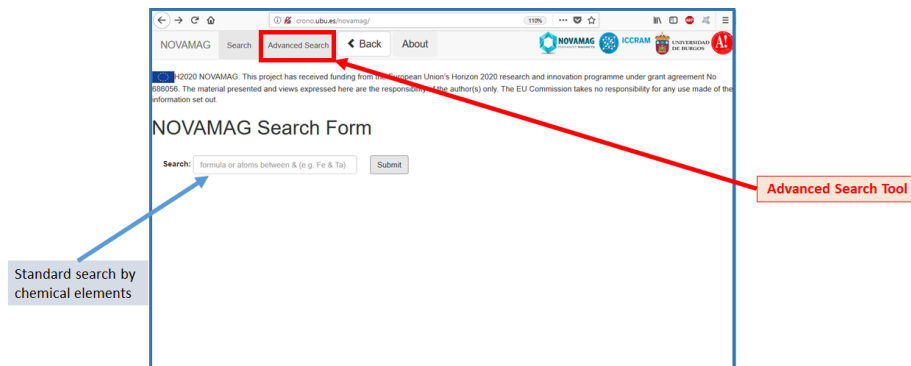 crono.ubu.es/novamag/
110%
NOVAMAG Search Advanced Search Back About
NOVAMAG ICCRAM UNIVERSIDAD DE BURGOS A!
H2020 NOVAMAG. This project has received funding from the European Union's Horizon 2020 research and innovation programme under grant agreement No
686056. The material presented and views expressed here are the responsibility of the author(s) only. The EU Commission takes no responsibility for any use made of the
information set out.
NOVAMAG Search Form
Search: formula or atoms between & (e.g. Fe & Ta) Submit
Advanced Search Tool
Standard search by
chemical elements